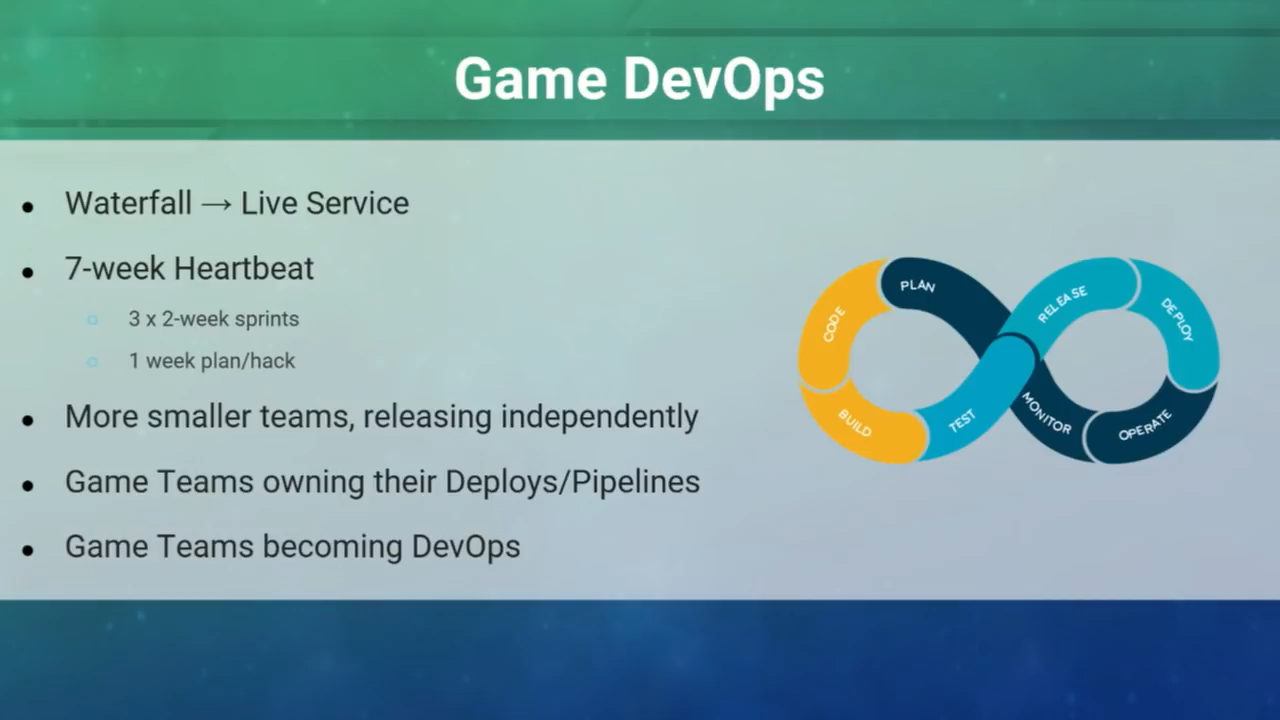 Game DevOps
• Waterfall → Live Service
• 7-week Heartbeat
○ 3 x 2-week sprints
○ 1 week plan/hack
• More smaller teams, releasing independently
• Game Teams owning their Deploys/Pipelines
• Game Teams becoming DevOps
PLAN
CODE
BUILD
TEST
RELEASE
DEPLOY
OPERATE
MONITOR